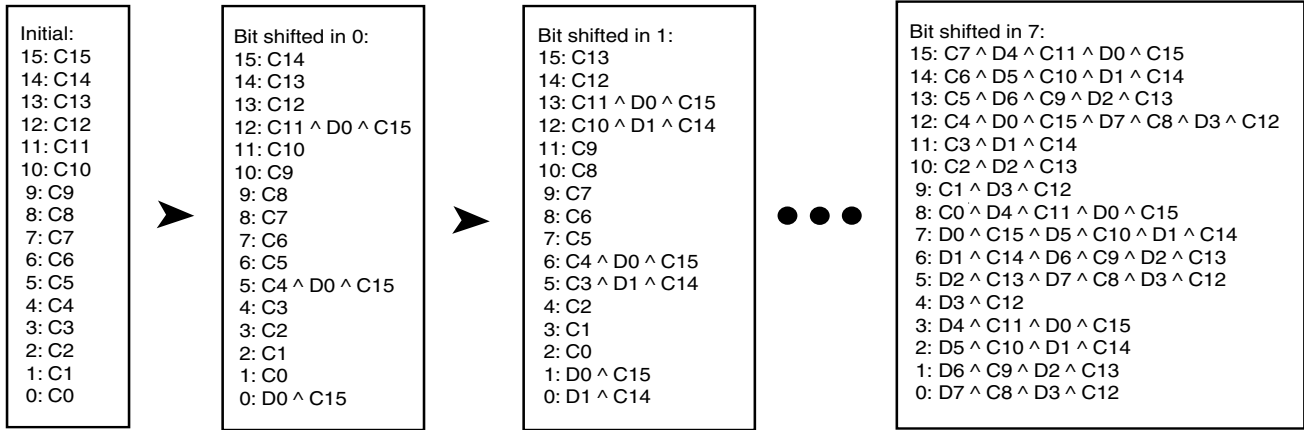 Initial:
15: C15
14: C14
13: C13
12: C12
11: C11
10: C10
9: C9
8: C8
7: C7
6: C6
5: C5
4: C4
3: C3
2: C2
1: C1
0: C0
Bit shifted in 0:
15: C14
14: C13
13: C12
12: C11 ^ D0 ^ C15
11: C10
10: C9
9: C8
8: C7
7: C6
6: C5
5: C4 ^ D0 ^ C15
4: C3
3: C2
2: C1
1: C0
0: D0 ^ C15
Bit shifted in 1:
15: C13
14: C12
13: C11 ^ D0 ^ C15
12: C10 ^ D1 ^ C14
11: C9
10: C8
9: C7
8: C6
7: C5
6: C4 ^ D0 ^ C15
5: C3 ^ D1 ^ C14
4: C2
3: C1
2: C0
1: D0 ^ C15
0: D1 ^ C14
Bit shifted in 7:
15: C7 ^ D4 ^ C11 ^ D0 ^ C15
14: C6 ^ D5 ^ C10 ^ D1 ^ C14
13: C5 ^ D6 ^ C9 ^ D2 ^ C13
12: C4 ^ D0 ^ C15 ^ D7 ^ C8 ^ D3 ^ C12
11: C3 ^ D1 ^ C14
10: C2 ^ D2 ^ C13
9: C1 ^ D3 ^ C12
8: C0 ^ D4 ^ C11 ^ D0 ^ C15
7: D0 ^ C15 ^ D5 ^ C10 ^ D1 ^ C14
6: D1 ^ C14 ^ D6 ^ C9 ^ D2 ^ C13
5: D2 ^ C13 ^ D7 ^ C8 ^ D3 ^ C12
4: D3 ^ C12
3: D4 ^ C11 ^ D0 ^ C15
2: D5 ^ C10 ^ D1 ^ C14
1: D6 ^ C9 ^ D2 ^ C13
0: D7 ^ C8 ^ D3 ^ C12